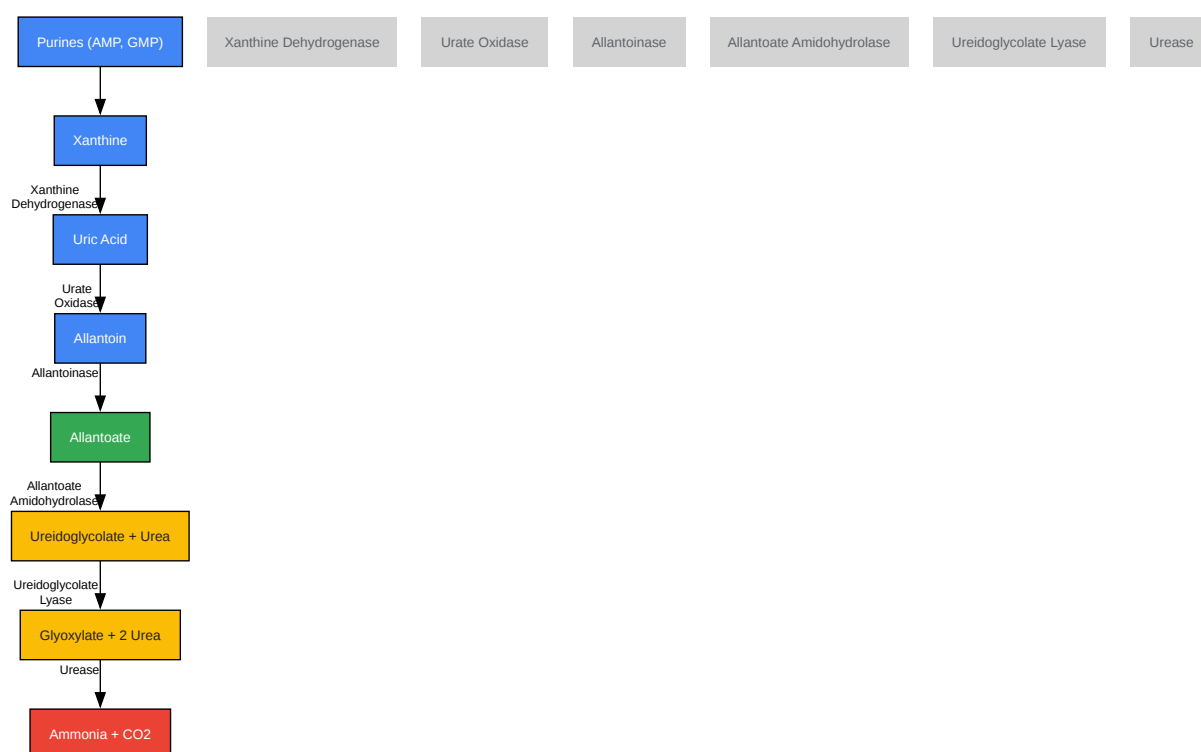 Purines (AMP, GMP)
Xanthine Dehydrogenase
Urate Oxidase
Allantoinase
Allantoate Amidohydrolase
Ureidoglycolate Lyase
Urease
Xanthine
Xanthine
Dehydrogenase
Uric Acid
Urate
Oxidase
Allantoin
Allantoinase
Allantoate
Allantoate
Amidohydrolase
Ureidoglycolate + Urea
Ureidoglycolate
Lyase
Glyoxylate + 2 Urea
Urease
Ammonia + CO2